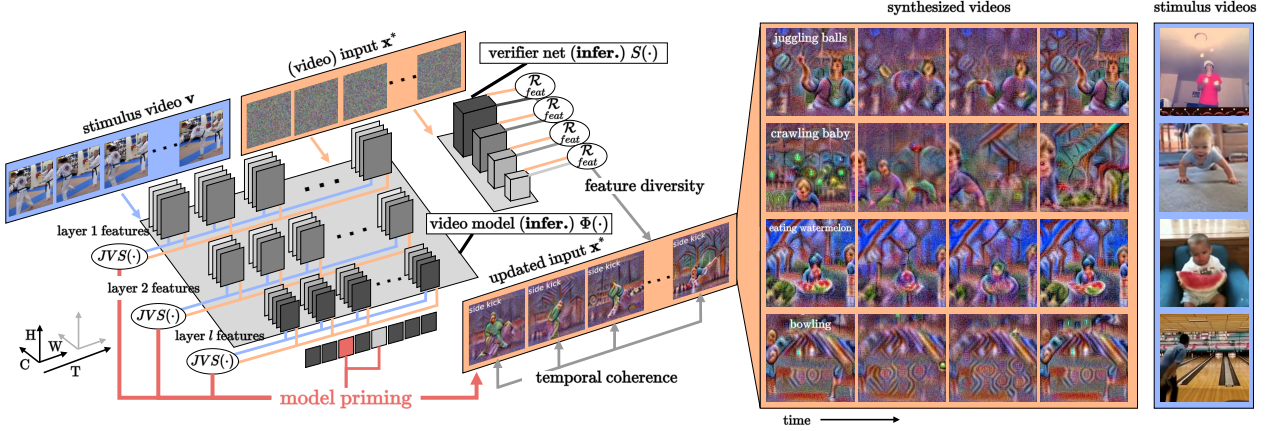 synthesized videos
stimulus videos
(video) input x*
verifier net (infer.) S(·)
stimulus video v
R
feat
R
feat
R
feat
R
feat
feature diversity
video model (infer.) Φ(·)
layer 1 features
JVS(·)
layer 2 features
JVS(·)
layer l features
JVS(·)
updated input x*
side kick
side kick
side kick
side kick
H
W
C
T
model priming
temporal coherence
juggling balls
crawling baby
eating watermelon
bowling
time